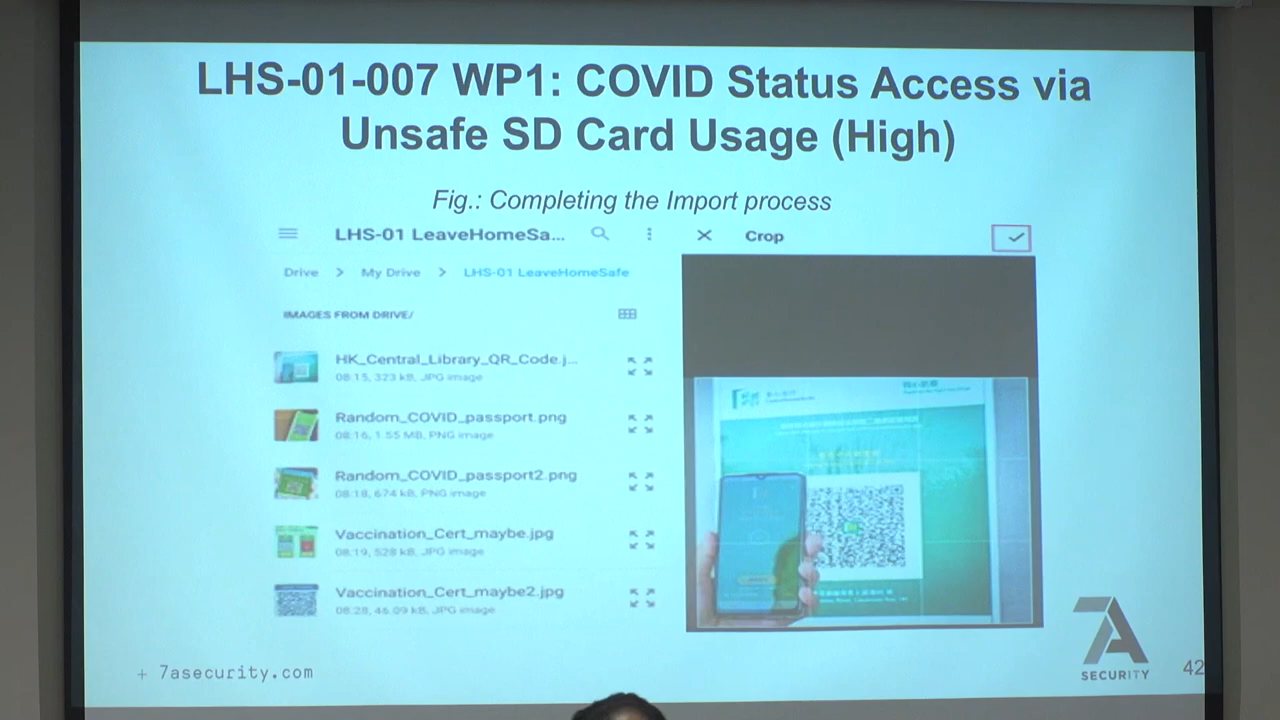 LHS-01-007 WP1: COVID Status Access via
Unsafe SD Card Usage (High)
Fig.: Completing the Import process
LHS-01 LeaveHomeSa...
Drive > My Drive > LHS-01 LeaveHomeSafe
IMAGES FROM DRIVE/
HK_Central_Library_QR_Code.j...
08:15, 323 kB, JPG image
Random_COVID_passport.png
08:16, 1.55 MB, PNG image
Random_COVID_passport2.png
08:18, 674 kB, PNG image
Vaccination_Cert_maybe.jpg
08:19, 528 kB, JPG image
Vaccination_Cert_maybe2.jpg
08:28, 46.09 kB, JPG image
Crop
+ 7asecurity.com
7A
SECURITY
42